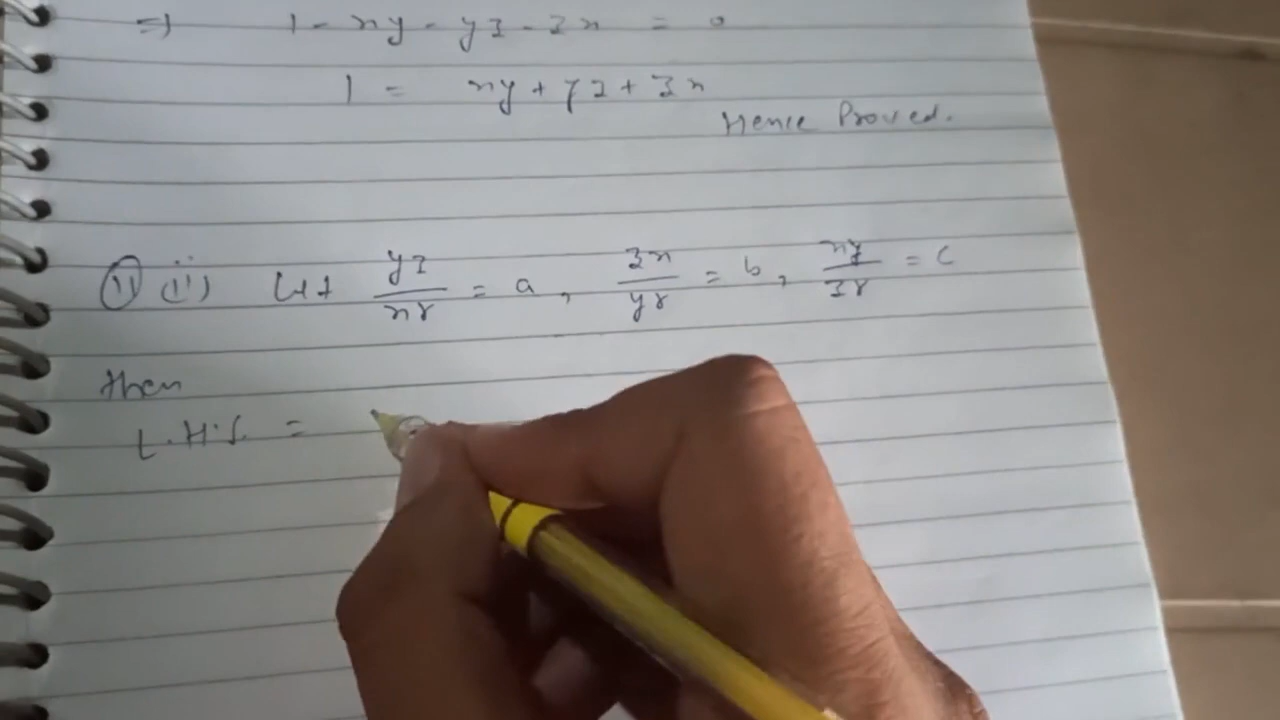 ⇒ 1 - xy - yz - zx = 0
1 = xy + yz + zx
Hence Proved.
11 (ii) Let yz/xr = a, zx/yr = b, xy/zr = c
then
L.H.S. =